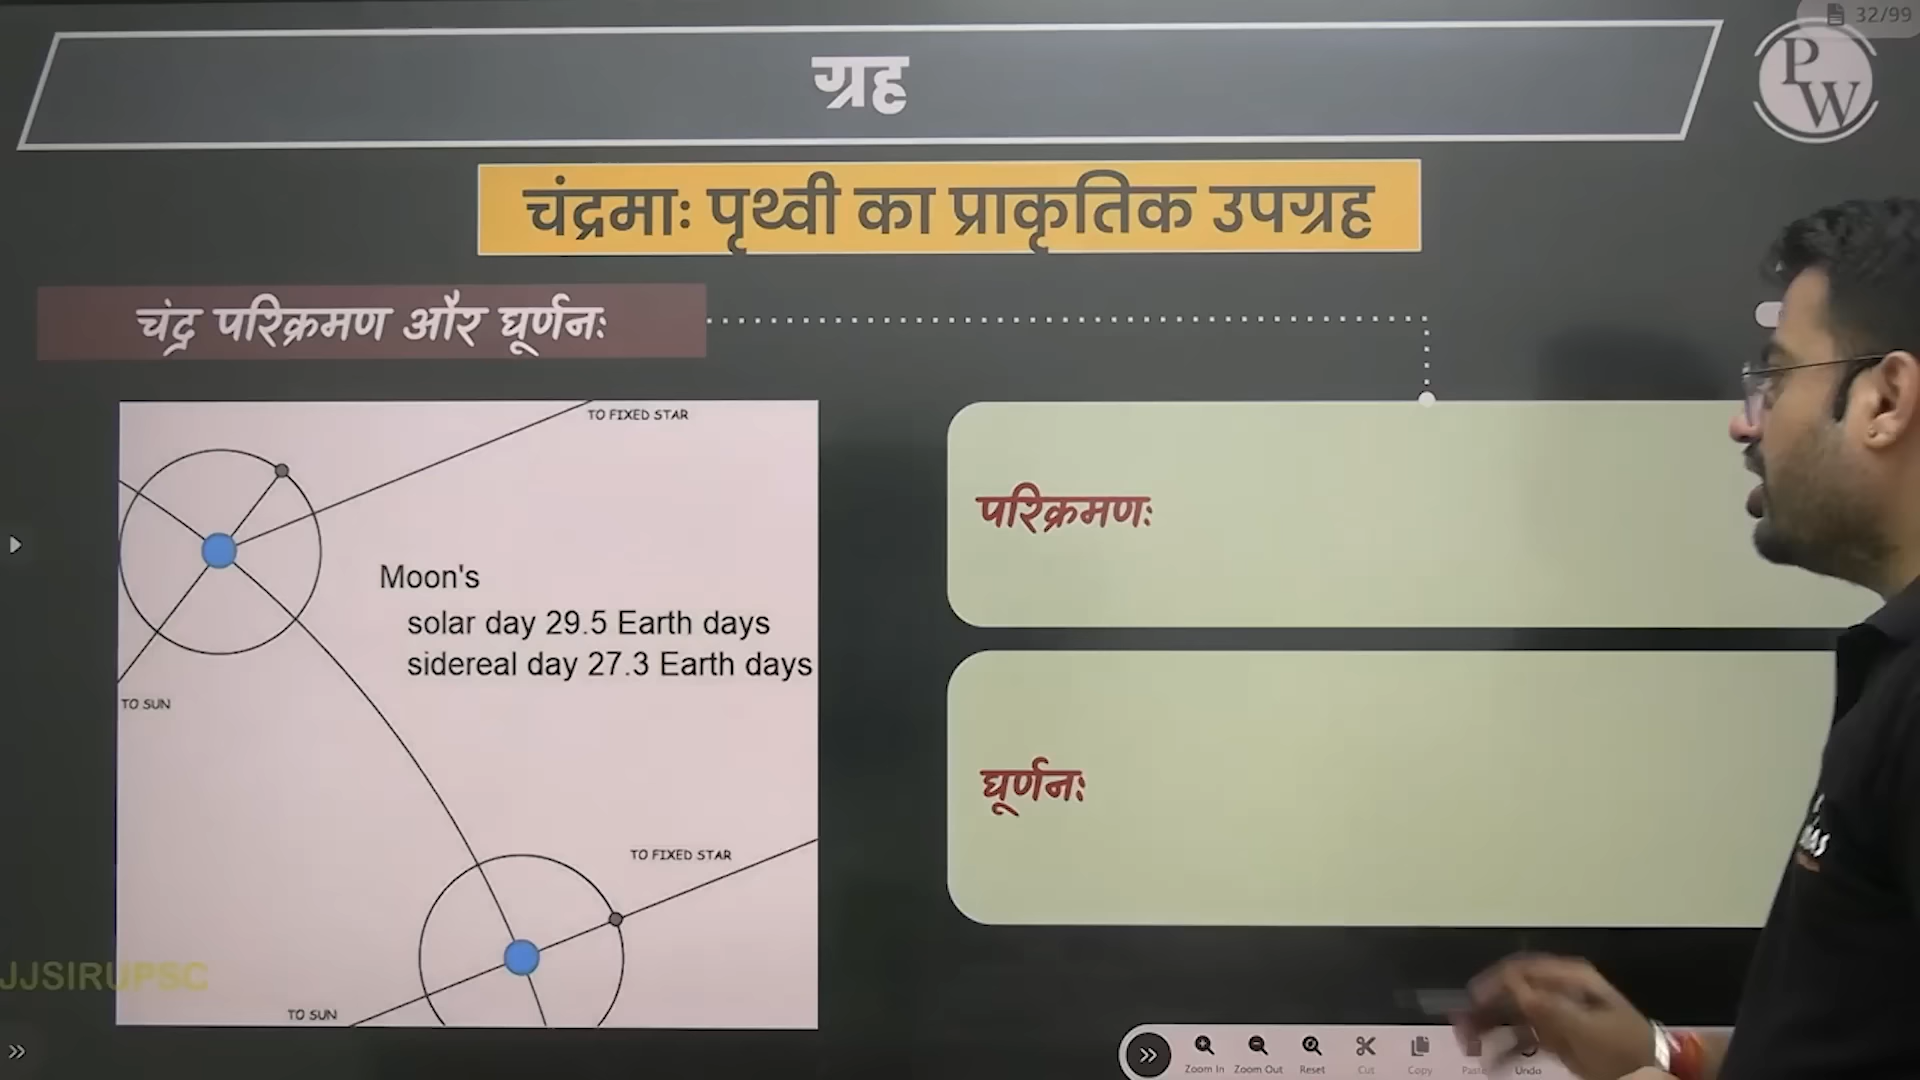 32/99
ग्रह
PW
चंद्रमाः पृथ्वी का प्राकृतिक उपग्रह
चंद्र परिक्रमण और घूर्णनः
TO FIXED STAR
Moon's
solar day 29.5 Earth days
sidereal day 27.3 Earth days
TO SUN
TO FIXED STAR
TO SUN
परिक्रमणः
घूर्णनः
JJSIRUPSC
Zoom In Zoom Out Reset Cut Copy Paste Undo